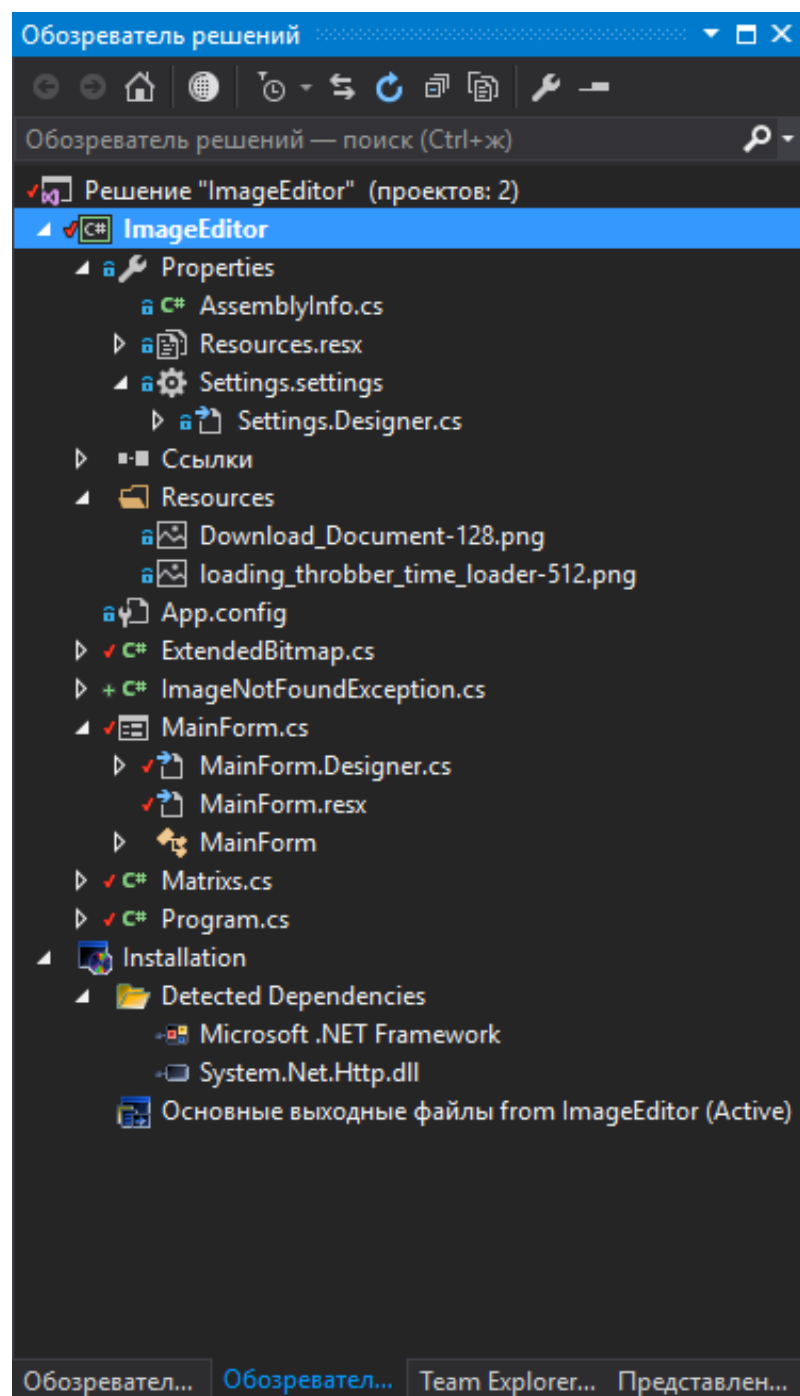 Обозреватель решений
Обозреватель решений — поиск (Ctrl+ж)
Решение "ImageEditor" (проектов: 2)
C# ImageEditor
Properties
C# AssemblyInfo.cs
Resources.resx
Settings.settings
Settings.Designer.cs
Ссылки
Resources
Download_Document-128.png
loading_throbber_time_loader-512.png
App.config
C# ExtendedBitmap.cs
+ C# ImageNotFoundException.cs
MainForm.cs
MainForm.Designer.cs
MainForm.resx
MainForm
C# Matrixs.cs
C# Program.cs
Installation
Detected Dependencies
Microsoft .NET Framework
System.Net.Http.dll
Основные выходные файлы from ImageEditor (Active)
Обозревател... Обозревател... Team Explorer... Представлен...